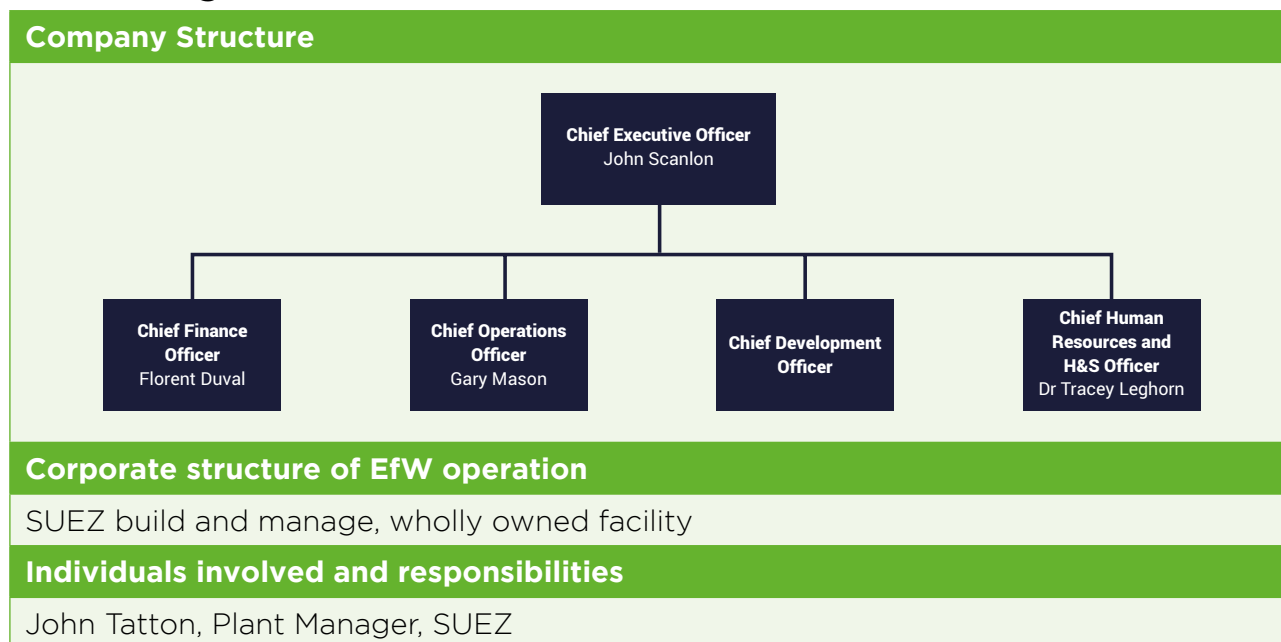 Company Structure
Chief Executive Officer
John Scanlon
Chief Finance
Officer
Florent Duval
Chief Operations
Officer
Gary Mason
Chief Development
Officer
Chief Human
Resources and
H&S Officer
Dr Tracey Leghorn
Corporate structure of EfW operation
SUEZ build and manage, wholly owned facility
Individuals involved and responsibilities
John Tatton, Plant Manager, SUEZ